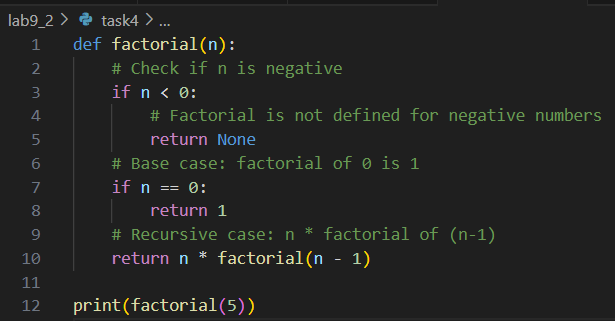 lab9_2 > task4 > ...
1 def factorial(n):
2     # Check if n is negative
3     if n < 0:
4         # Factorial is not defined for negative numbers
5         return None
6     # Base case: factorial of 0 is 1
7     if n == 0:
8         return 1
9     # Recursive case: n * factorial of (n-1)
10     return n * factorial(n - 1)
11
12 print(factorial(5))